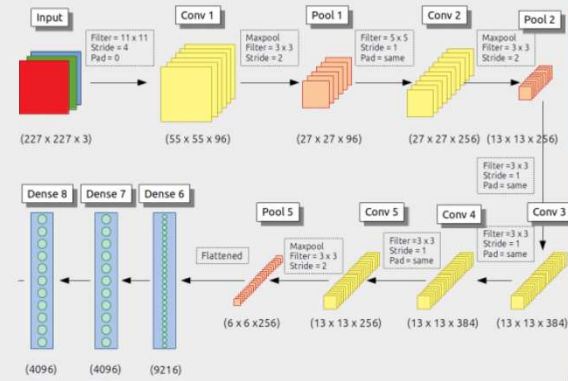 Input
Filter = 11 x 11
Stride = 4
Pad = 0
Conv 1
Maxpool
Filter = 3 x 3
Stride = 2
Pool 1
Filter = 5 x 5
Stride = 1
Pad = same
Conv 2
Maxpool
Filter = 3 x 3
Stride = 2
Pool 2
(227 x 227 x 3)
(55 x 55 x 96)
(27 x 27 x 96)
(27 x 27 x 256)
(13 x 13 x 256)
Filter =3 x 3
Stride = 1
Pad = same
Conv 3
Filter =3 x 3
Stride = 1
Pad = same
Conv 4
Filter =3 x 3
Stride = 1
Pad = same
Conv 5
Maxpool
Filter = 3 x 3
Stride = 2
Pool 5
Flattened
Dense 6
Dense 7
Dense 8
(13 x 13 x 384)
(13 x 13 x 384)
(13 x 13 x 256)
(6 x 6 x256)
(9216)
(4096)
(4096)